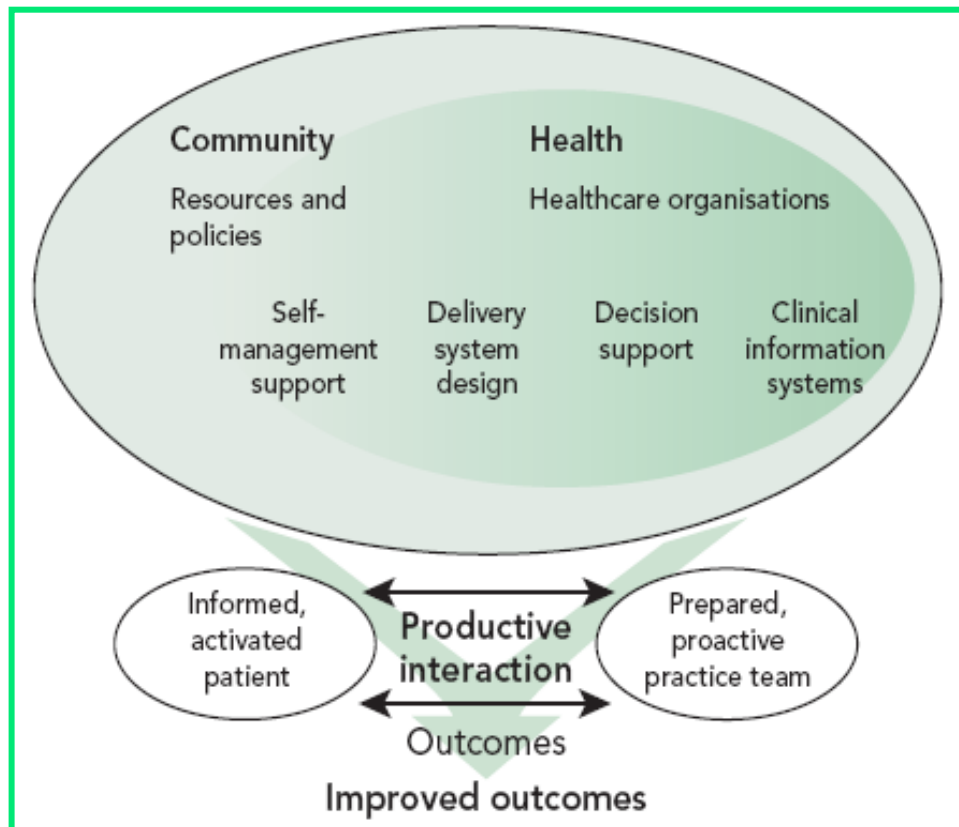 Community
Resources and
policies
Health
Healthcare organisations
Self-
management
support
Delivery
system
design
Decision
support
Clinical
information
systems
Informed,
activated
patient
Productive
interaction
Prepared,
proactive
practice team
Outcomes
Improved outcomes